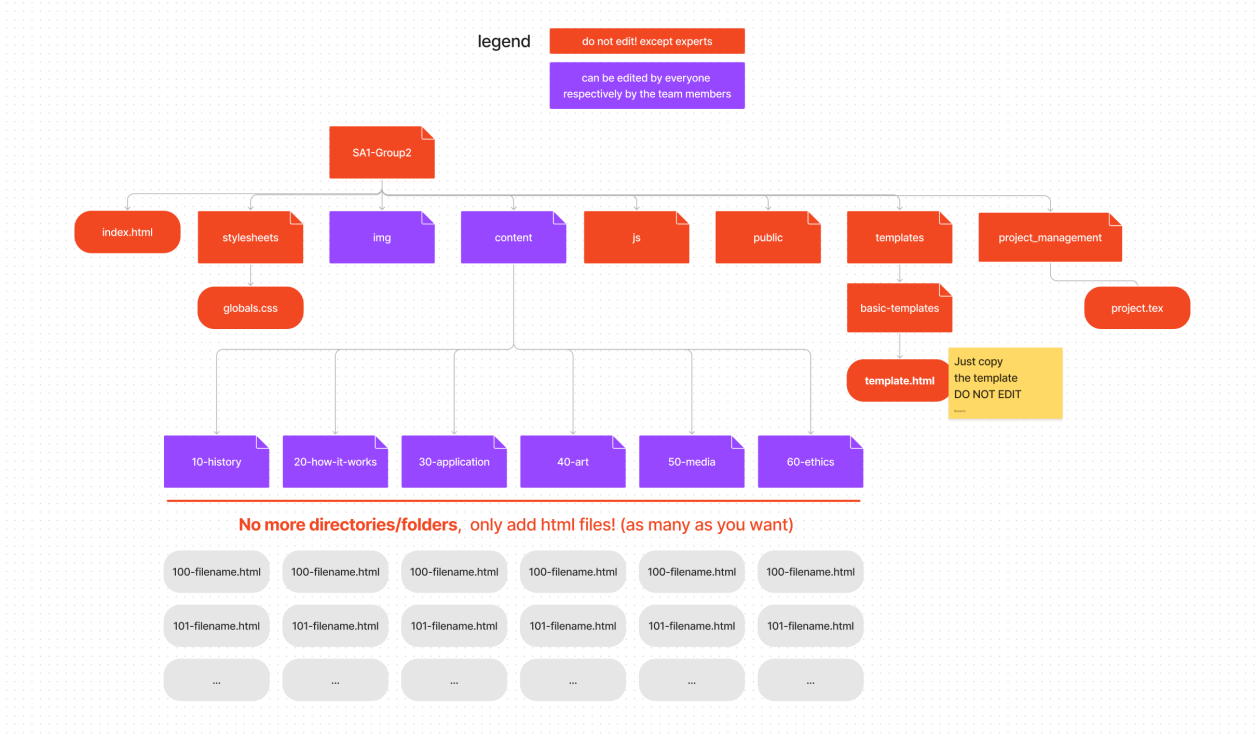 legend
do not edit! except experts
can be edited by everyone
respectively by the team members
SA1-Group2
index.html
stylesheets
img
content
js
public
templates
project_management
globals.css
basic-templates
project.tex
template.html
Just copy
the template
DO NOT EDIT
10-history
20-how-it-works
30-application
40-art
50-media
60-ethics
No more directories/folders, only add html files! (as many as you want)
100-filename.html
100-filename.html
100-filename.html
100-filename.html
100-filename.html
100-filename.html
101-filename.html
101-filename.html
101-filename.html
101-filename.html
101-filename.html
101-filename.html
...
...
...
...
...
...